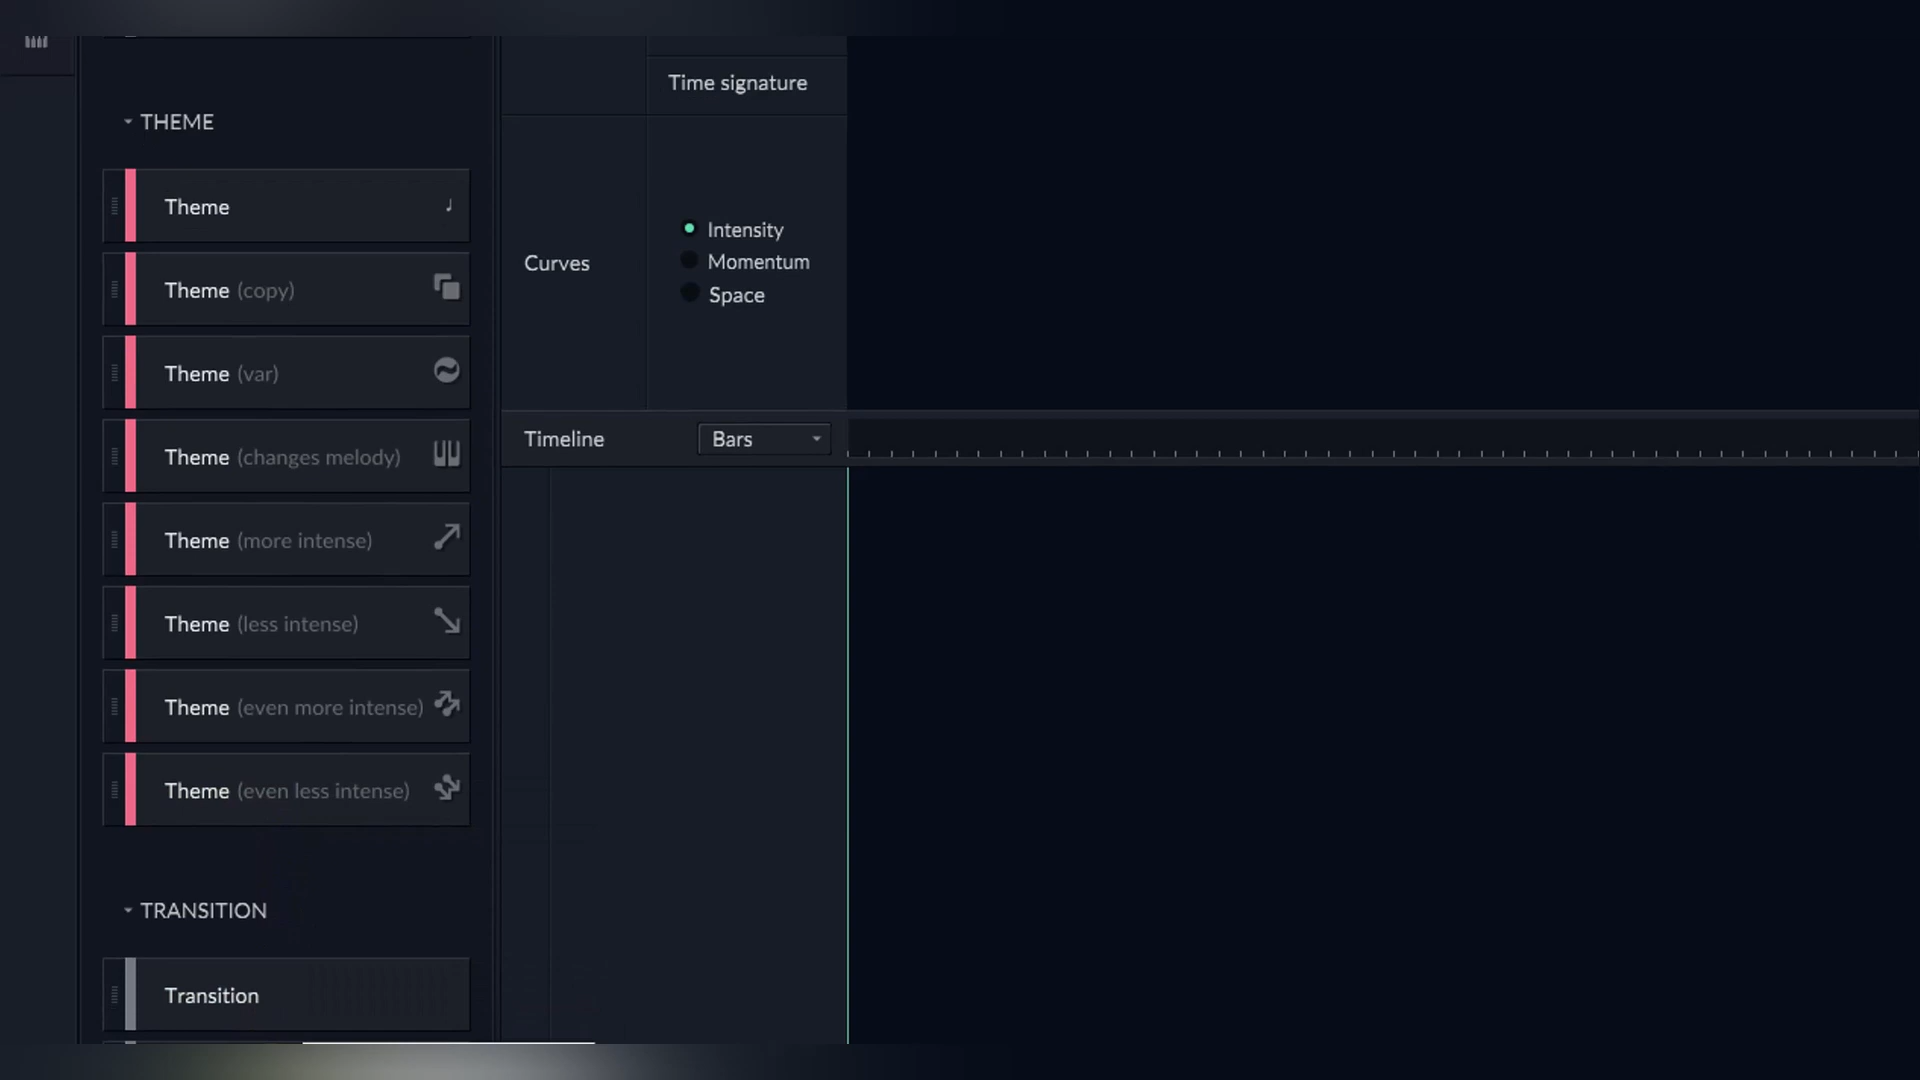 THEME
Theme
Theme (copy)
Theme (var)
Theme (changes melody)
Theme (more intense)
Theme (less intense)
Theme (even more intense)
Theme (even less intense)
TRANSITION
Transition
Time signature
Curves
Intensity
Momentum
Space
Timeline
Bars